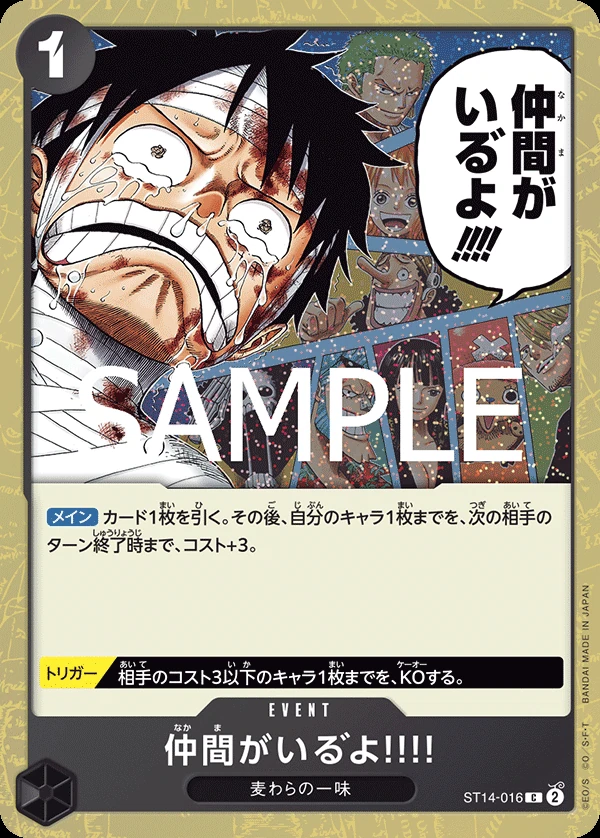 1
仲間が
いる゛よ!!!!
なかま
SAMPLE
メイン カード1枚を引く。その後、自分のキャラ1枚までを、次の相手の
ターン終了時まで、コスト+3。
トリガー 相手のコスト3以下のキャラ1枚までを、KOする。
EVENT
仲間がいる゛よ!!!!
麦わらの一味
ST14-016 C 2
©E.O/S ©O／S・F・T BANDAI MADE IN JAPAN